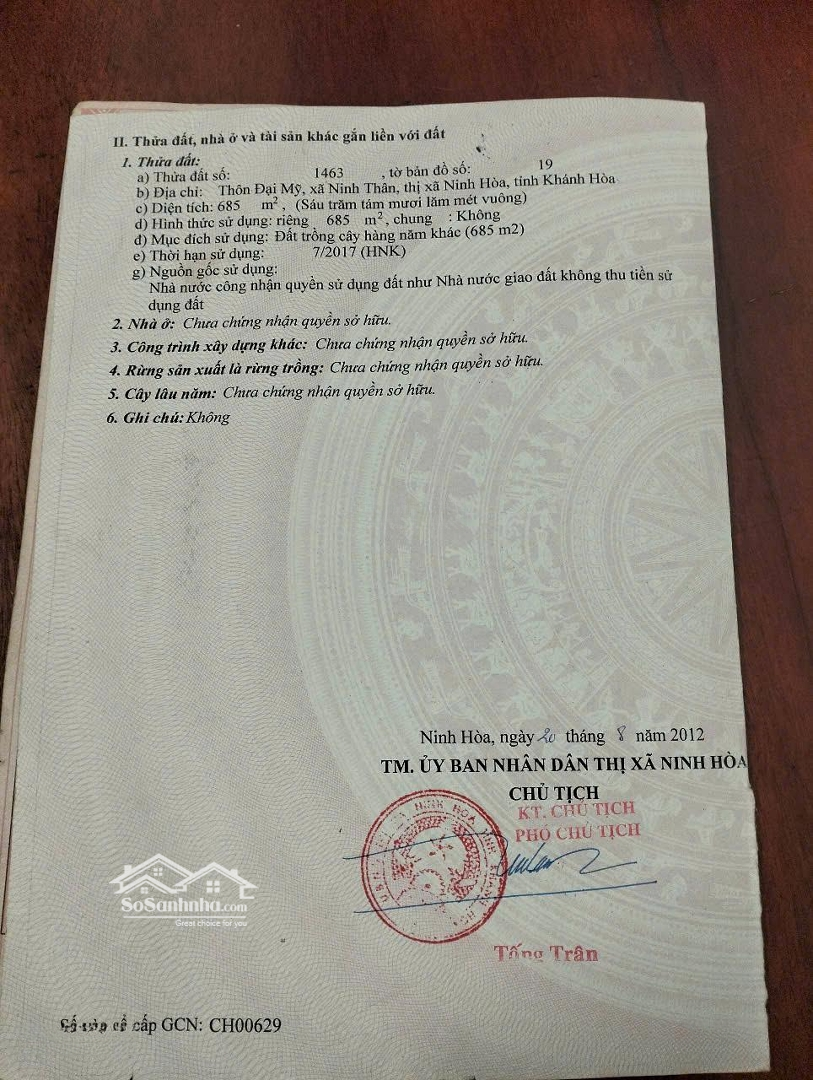 II. Thửa đất, nhà ở và tài sản khác gắn liền với đất
1. Thửa đất:
a) Thửa đất số: 1463 , tờ bản đồ số: 19
b) Địa chỉ: Thôn Đại Mỹ, xã Ninh Thân, thị xã Ninh Hòa, tỉnh Khánh Hòa
c) Diện tích: 685 m², (Sáu trăm tám mươi lăm mét vuông)
d) Hình thức sử dụng: riêng 685 m², chung : Không
đ) Mục đích sử dụng: Đất trồng cây hàng năm khác (685 m2)
e) Thời hạn sử dụng: 7/2017 (HNK)
g) Nguồn gốc sử dụng:
Nhà nước công nhận quyền sử dụng đất như Nhà nước giao đất không thu tiền sử
dụng đất
2. Nhà ở: Chưa chứng nhận quyền sở hữu.
3. Công trình xây dựng khác: Chưa chứng nhận quyền sở hữu.
4. Rừng sản xuất là rừng trồng: Chưa chứng nhận quyền sở hữu.
5. Cây lâu năm: Chưa chứng nhận quyền sở hữu.
6. Ghi chú: Không
Ninh Hòa, ngày 20 tháng 8 năm 2012
TM. ỦY BAN NHÂN DÂN THỊ XÃ NINH HÒA
CHỦ TỊCH
KT. CHỦ TỊCH
PHÓ CHỦ TỊCH
Tống Trân
SoSanhnha.com
Great choice for you
cấp GCN: CH00629